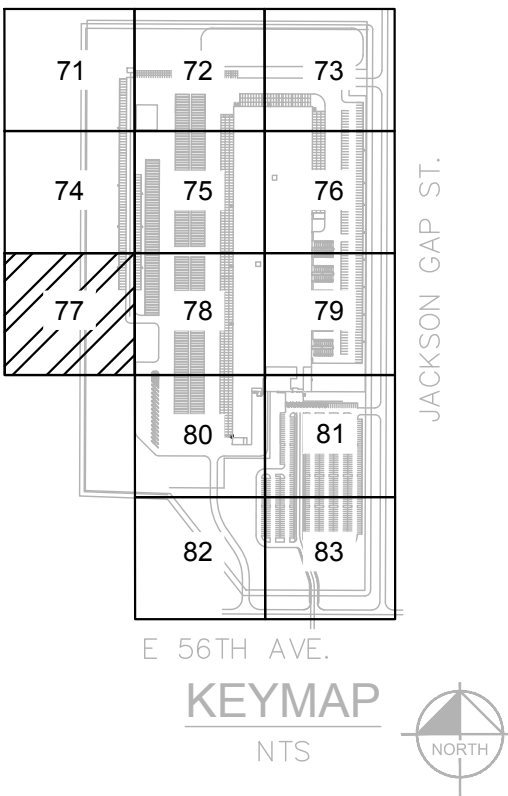 71 72 73
74 75 76
77 78 79
80 81
82 83
JACKSON GAP ST.
E 56TH AVE.
KEYMAP
NTS
NORTH